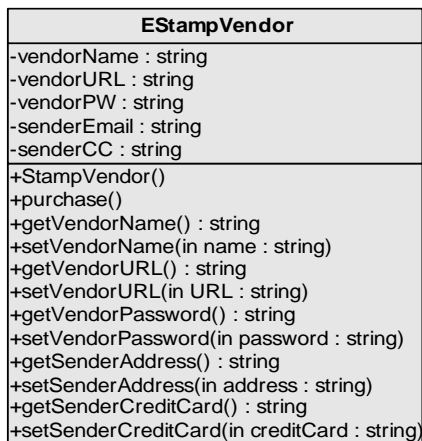 EStampVendor
-vendorName : string
-vendorURL : string
-vendorPW : string
-senderEmail : string
-senderCC : string
+StampVendor()
+purchase()
+getVendorName() : string
+setVendorName(in name : string)
+getVendorURL() : string
+setVendorURL(in URL : string)
+getVendorPassword() : string
+setVendorPassword(in password : string)
+getSenderAddress() : string
+setSenderAddress(in address : string)
+getSenderCreditCard() : string
+setSenderCreditCard(in creditCard : string)